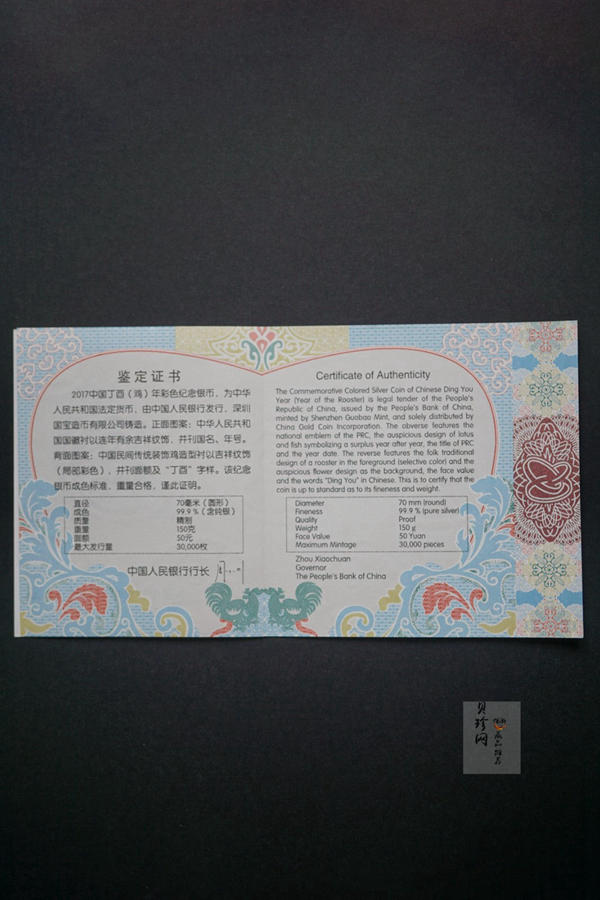 鉴定证书
2017中国丁酉（鸡）年彩色纪念银币，为中华
人民共和国法定货币，由中国人民银行发行，深圳
国宝造币有限公司铸造。正面图案：中华人民共和
国国徽衬以连年有余吉祥纹饰，并刊国名、年号。
背面图案：中国民间传统装饰鸡造型衬以吉祥纹饰
（局部彩色），并刊面额及“丁酉”字样。该纪念
银币成色标准，重量合格，谨此证明。
直径 70毫米（圆形）
成色 99.9％（含纯银）
质量 精制
重量 150克
面额 50元
最大发行量 30,000枚
中国人民银行行长
Certificate of Authenticity
The Commemorative Colored Silver Coin of Chinese Ding You
Year (Year of the Rooster) is legal tender of the People's
Republic of China, issued by the People's Bank of China,
minted by Shenzhen Guobao Mint, and solely distributed by
China Gold Coin Incorporation. The obverse features the
national emblem of the PRC, the auspicious design of lotus
and fish symbolizing a surplus year after year, the title of PRC
and the year date. The reverse features the folk traditional
design of a rooster in the foreground (selective color) and the
auspicious flower design as the background, the face value
and the words "Ding You" in Chinese. This is to certify that the
coin is up to standard as to its fineness and weight.
Diameter 70 mm (round)
Fineness 99.9 % (pure silver)
Quality Proof
Weight 150 g
Face Value 50 Yuan
Maximum Mintage 30,000 pieces
Zhou Xiaochuan
Governor
The People's Bank of China
贝珍网
藏品推荐